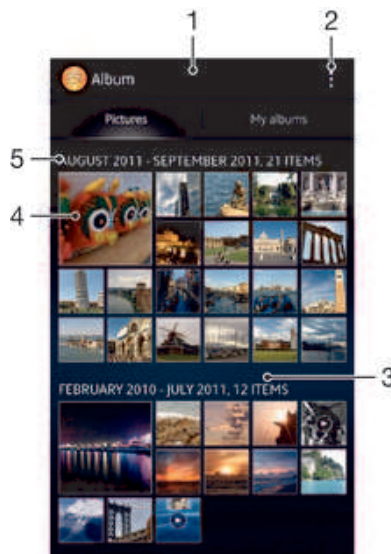 1
2
Album
Pictures
My albums
5
AUGUST 2011 - SEPTEMBER 2011, 21 ITEMS
4
3
FEBRUARY 2010 - JULY 2011, 12 ITEMS